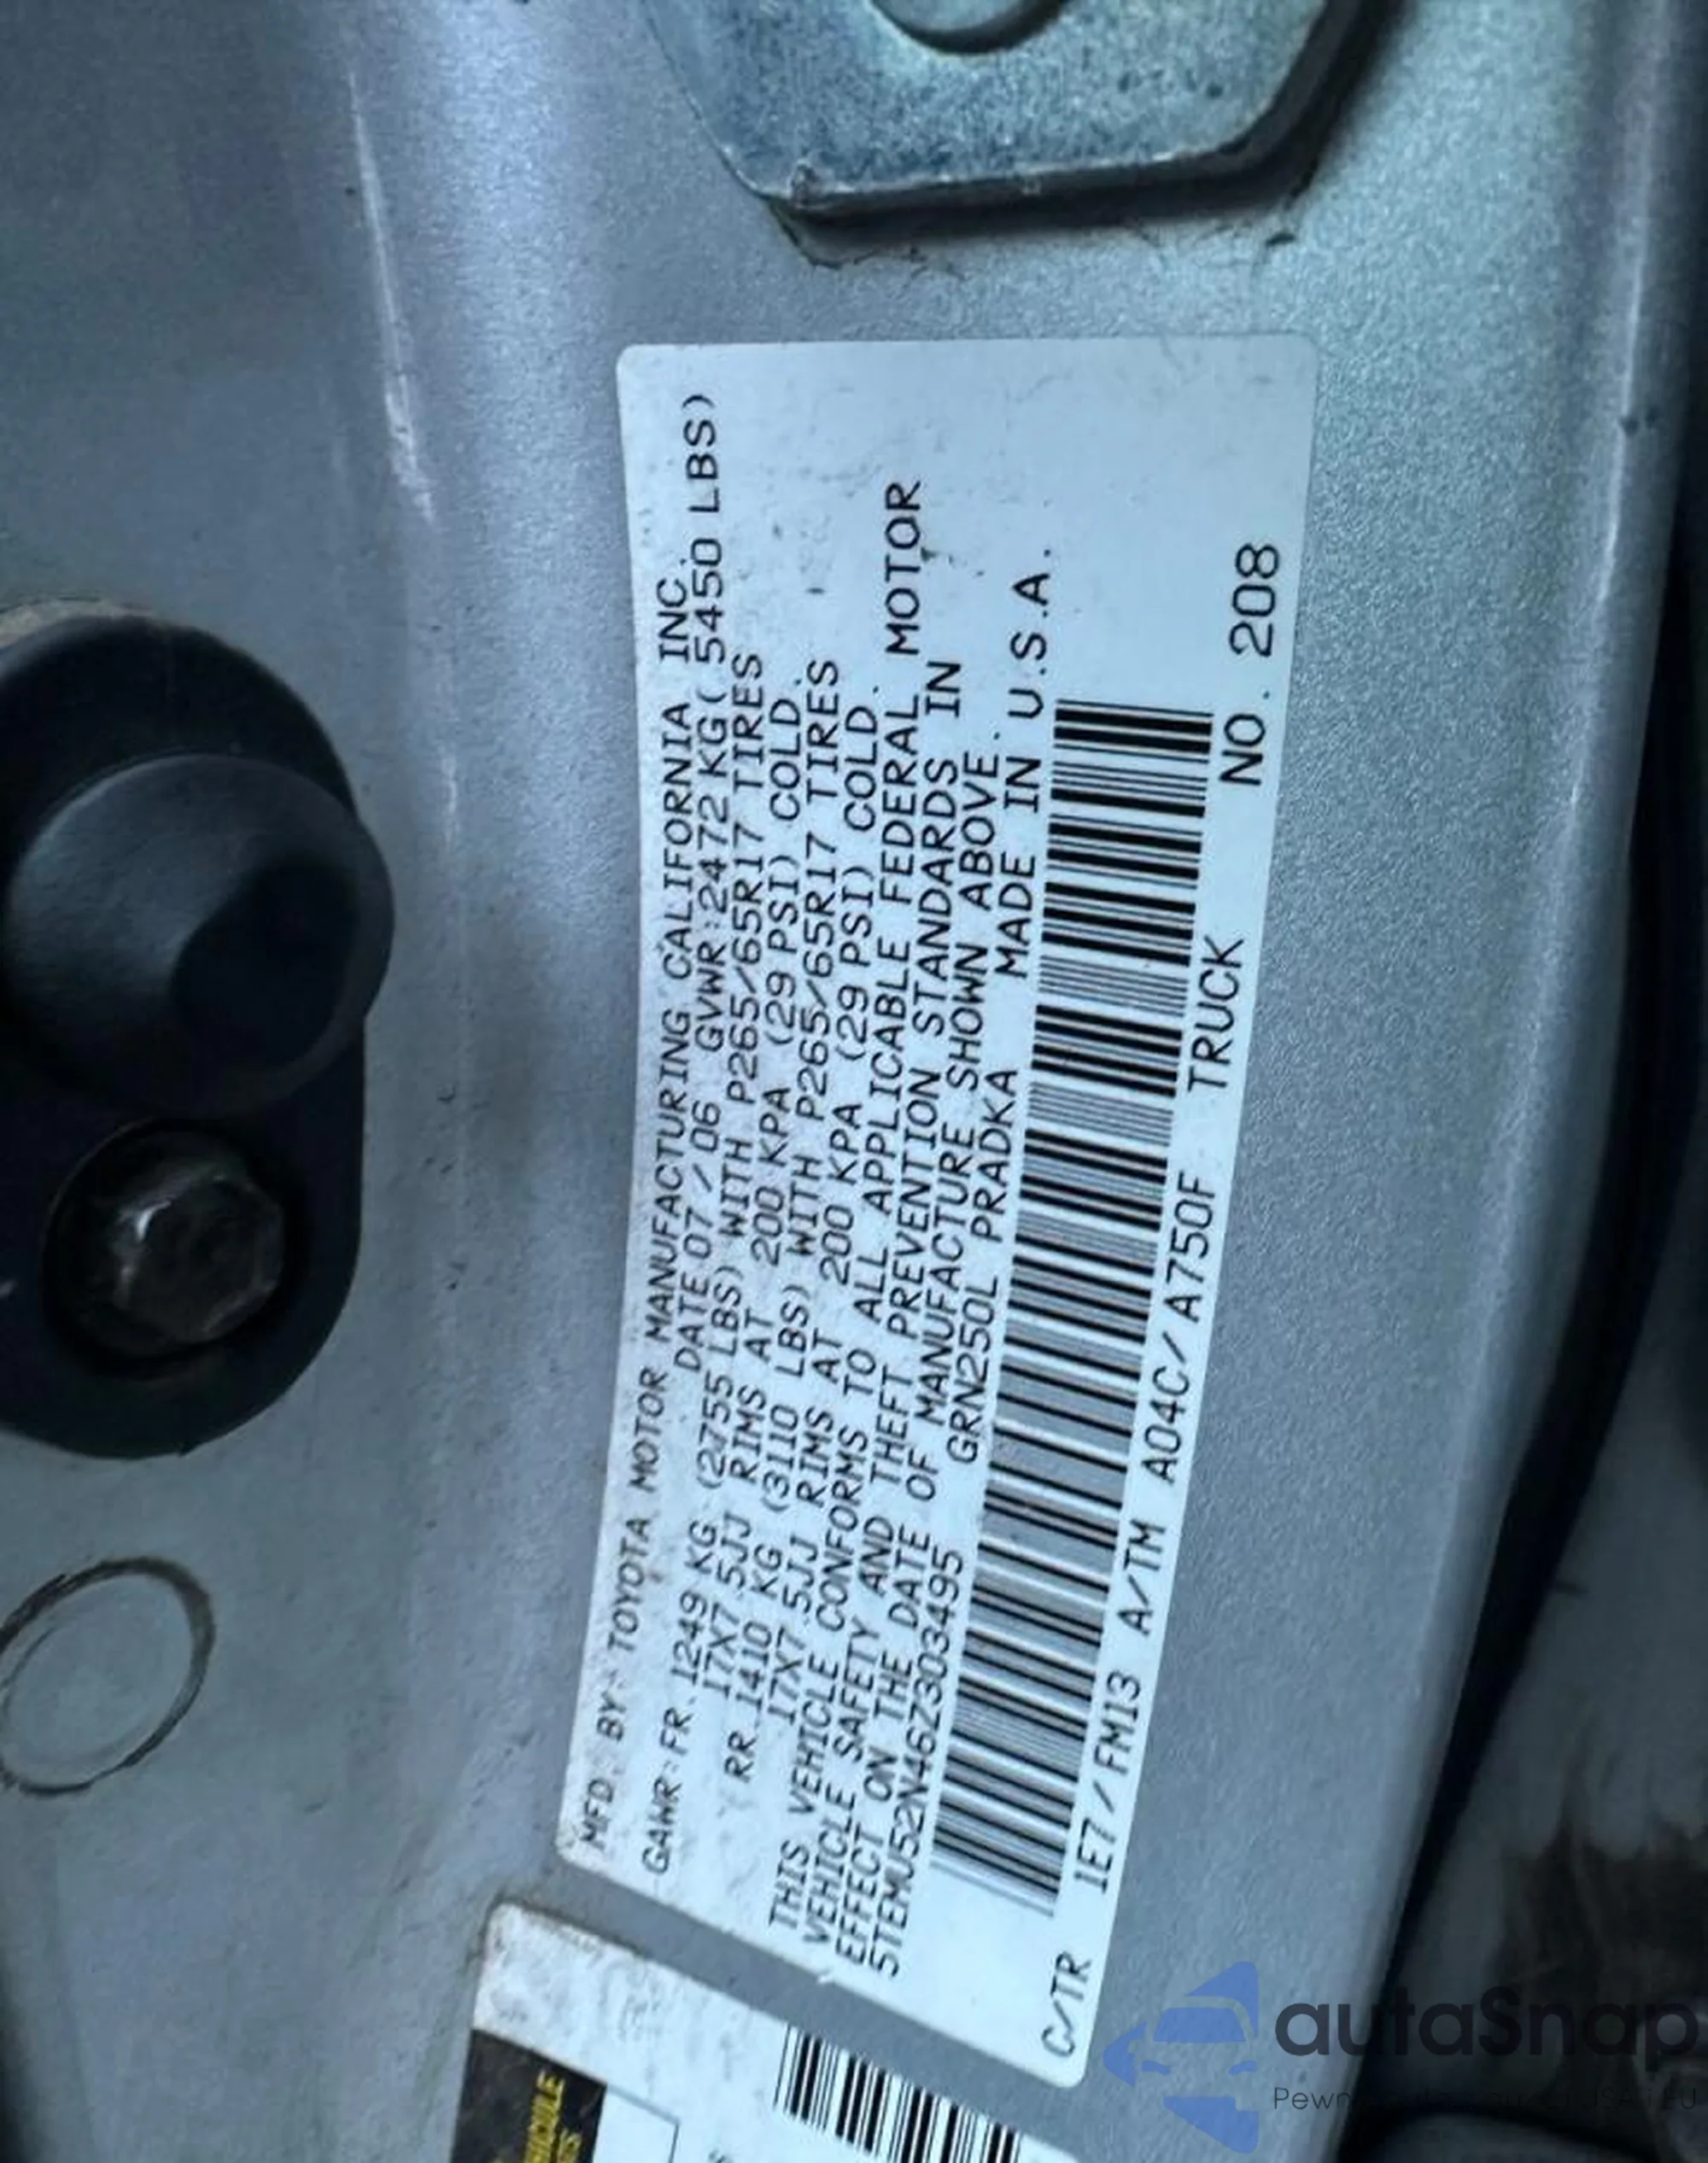 MFD. BY: TOYOTA MOTOR MANUFACTURING CALIFORNIA INC.
DATE 07/06 GVWR:2472 KG( 5450 LBS)
GAWR:FR. 1249 KG (2755 LBS) WITH P265/65R17 TIRES
17X7.5JJ RIMS AT 200 KPA (29 PSI) COLD.
RR. 1410 KG (3110 LBS) WITH P265/65R17 TIRES
17X7.5JJ RIMS AT 200 KPA (29 PSI) COLD.
THIS VEHICLE CONFORMS TO ALL APPLICABLE FEDERAL MOTOR
VEHICLE SAFETY AND THEFT PREVENTION STANDARDS IN
EFFECT ON THE DATE OF MANUFACTURE SHOWN ABOVE.
5TEMU52N46Z303495 GRN250L PRADKA MADE IN U.S.A.
C/TR 1E7/FM13 A/TM A04C/A750F TRUCK NO. 208
autaSnap